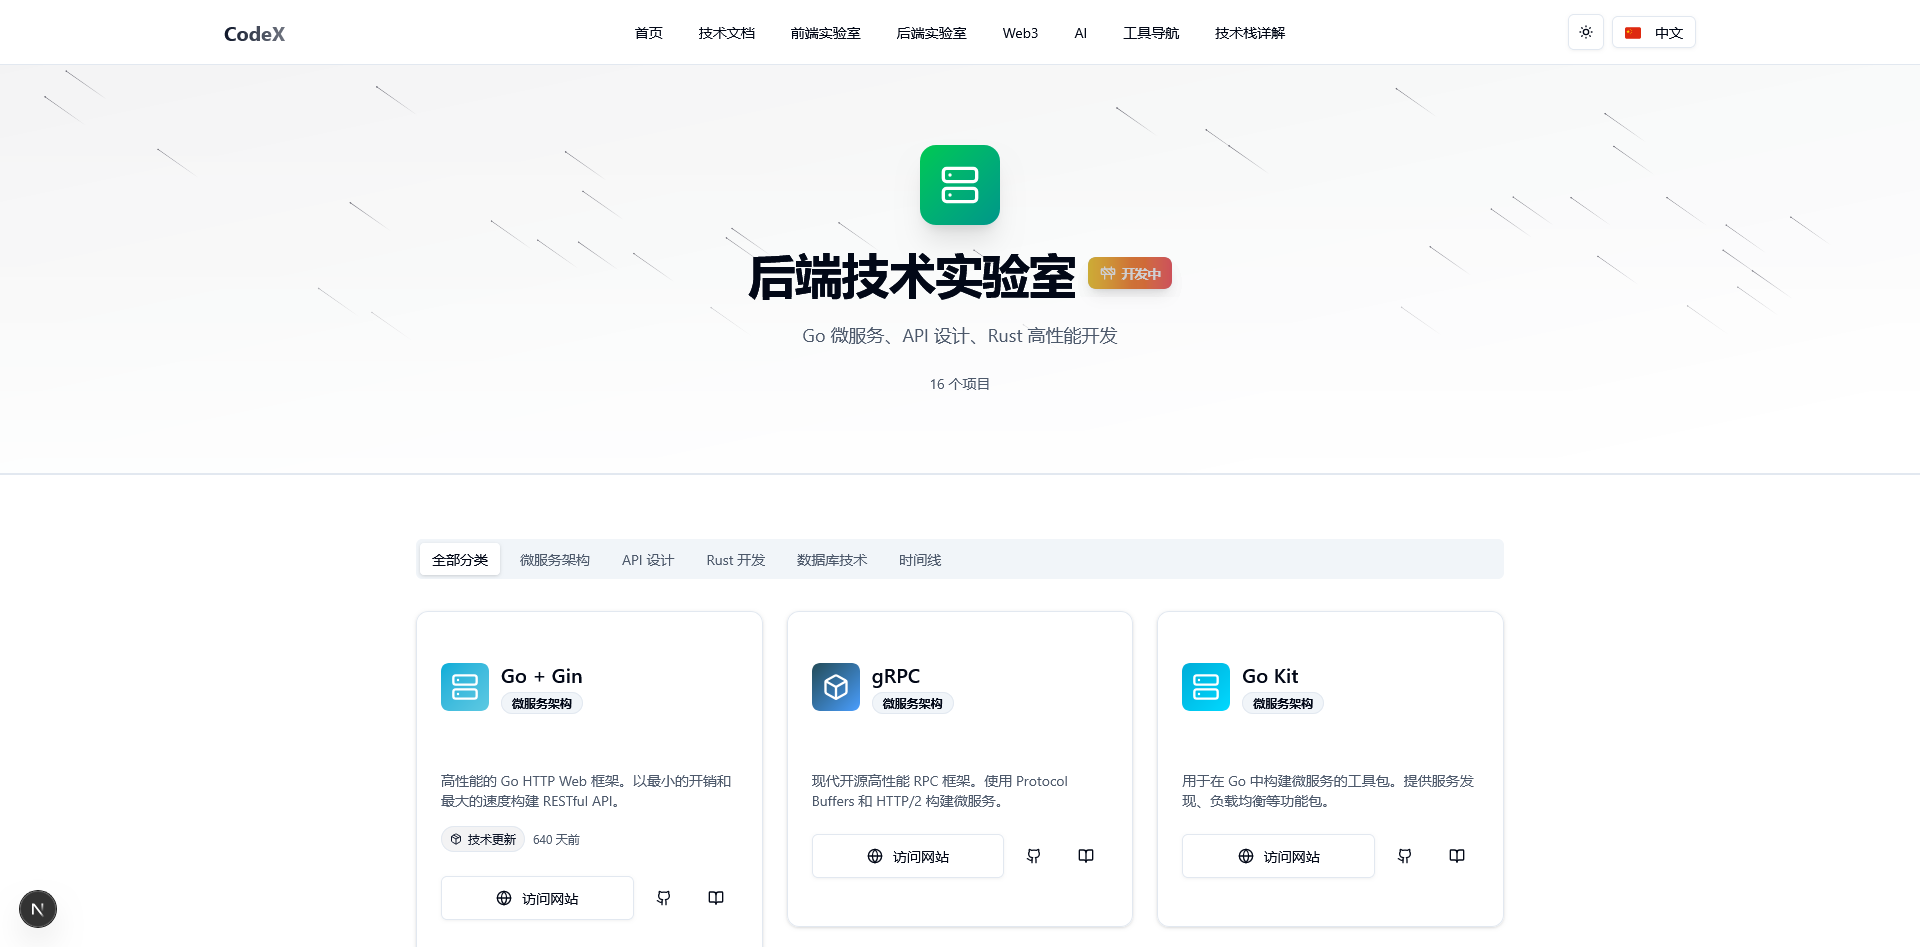 CodeX
首页
技术文档
前端实验室
后端实验室
Web3
AI
工具导航
技术栈详解
中文
后端技术实验室
开发中
Go 微服务、API 设计、Rust 高性能开发
16 个项目
全部分类
微服务架构
API 设计
Rust 开发
数据库技术
时间线
Go + Gin
微服务架构
高性能的 Go HTTP Web 框架。以最小的开销和
最大的速度构建 RESTful API。
技术更新
640 天前
访问网站
gRPC
微服务架构
现代开源高性能 RPC 框架。使用 Protocol
Buffers 和 HTTP/2 构建微服务。
访问网站
Go Kit
微服务架构
用于在 Go 中构建微服务的工具包。提供服务发
现、负载均衡等功能包。
访问网站
N